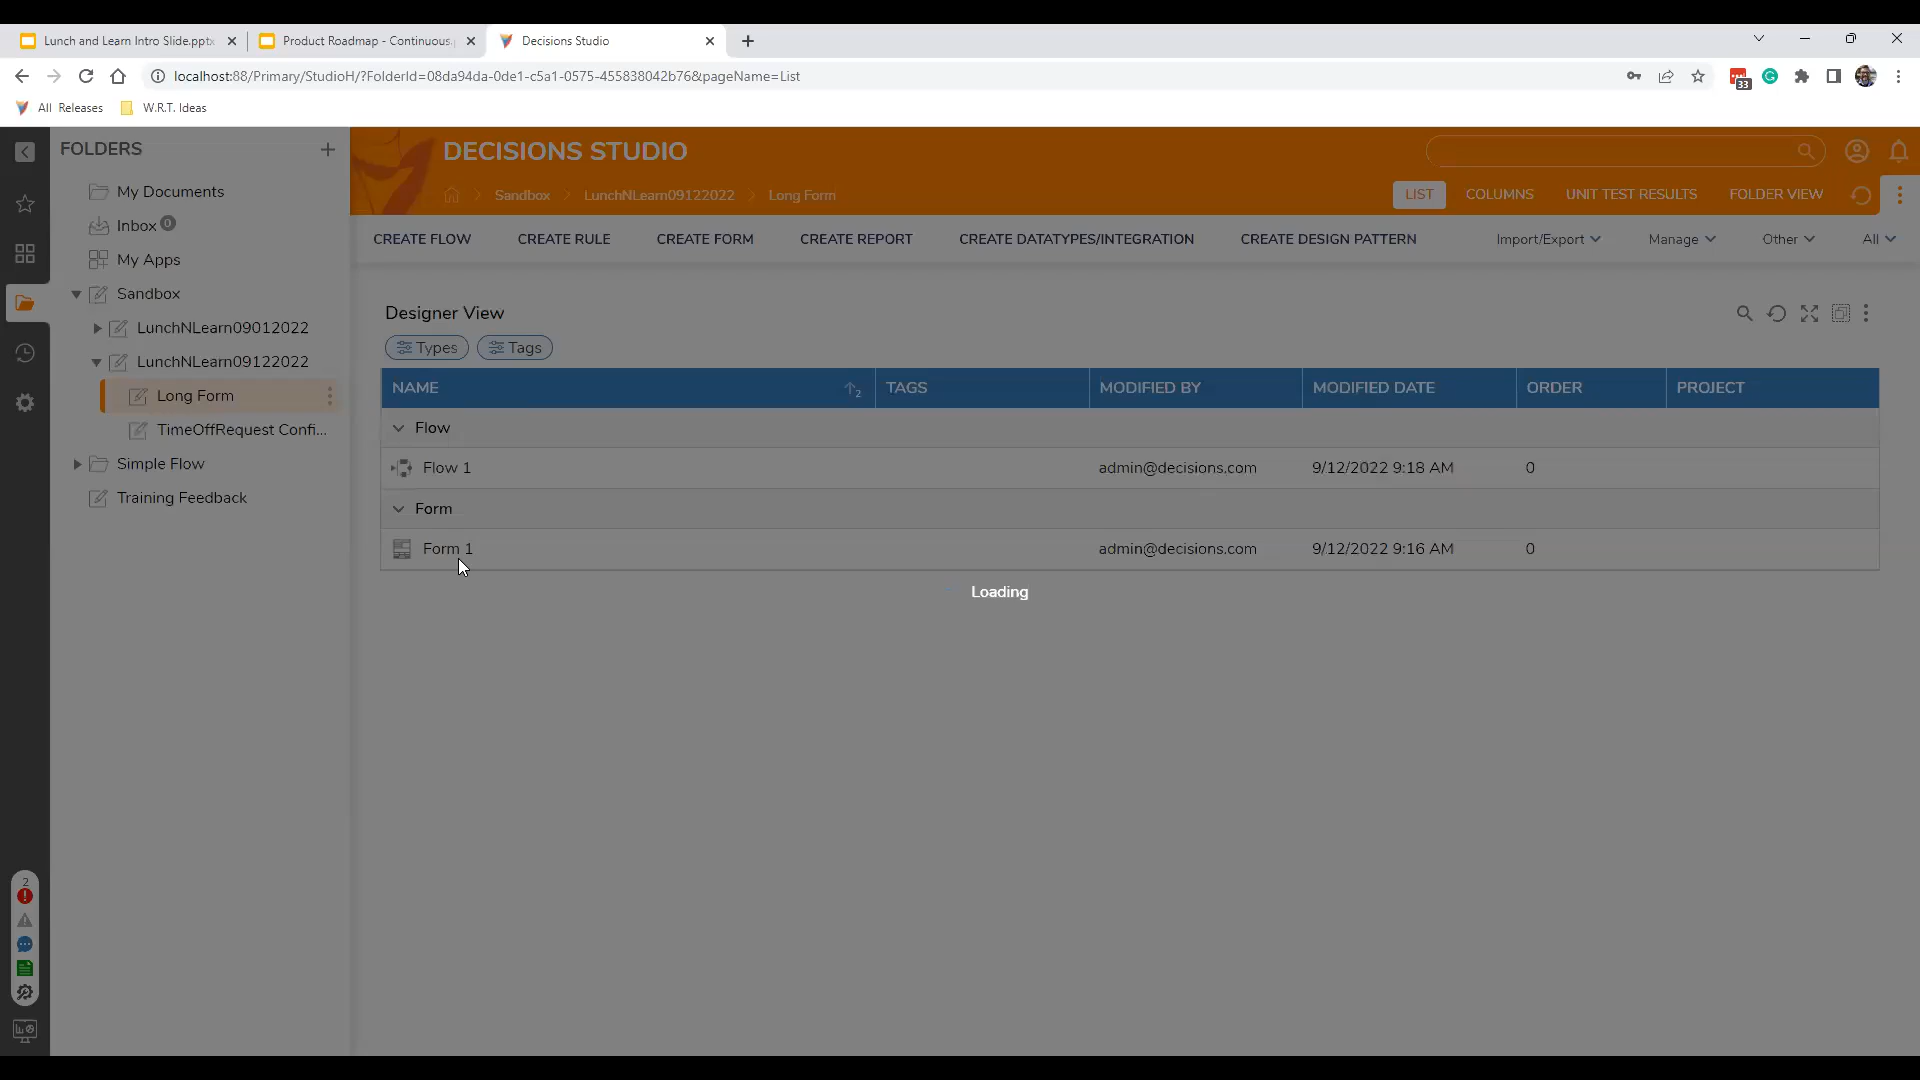 Lunch and Learn Intro Slide.pptx
Product Roadmap - Continuous
Decisions Studio
localhost:88/Primary/StudioH/?FolderId=08da94da-0de1-c5a1-0575-455838042b76&pageName=List
33
All Releases
W.R.T. Ideas
FOLDERS
My Documents
Inbox 0
My Apps
Sandbox
LunchNLearn09012022
LunchNLearn09122022
Long Form
TimeOffRequest Confi...
Simple Flow
Training Feedback
2
DECISIONS STUDIO
Sandbox
LunchNLearn09122022
Long Form
LIST
COLUMNS
UNIT TEST RESULTS
FOLDER VIEW
CREATE FLOW
CREATE RULE
CREATE FORM
CREATE REPORT
CREATE DATATYPES/INTEGRATION
CREATE DESIGN PATTERN
Import/Export
Manage
Other
All
Designer View
Types
Tags
NAME 2 TAGS MODIFIED BY MODIFIED DATE ORDER PROJECT
Flow
Flow 1 admin@decisions.com 9/12/2022 9:18 AM 0
Form
Form 1 admin@decisions.com 9/12/2022 9:16 AM 0
Loading